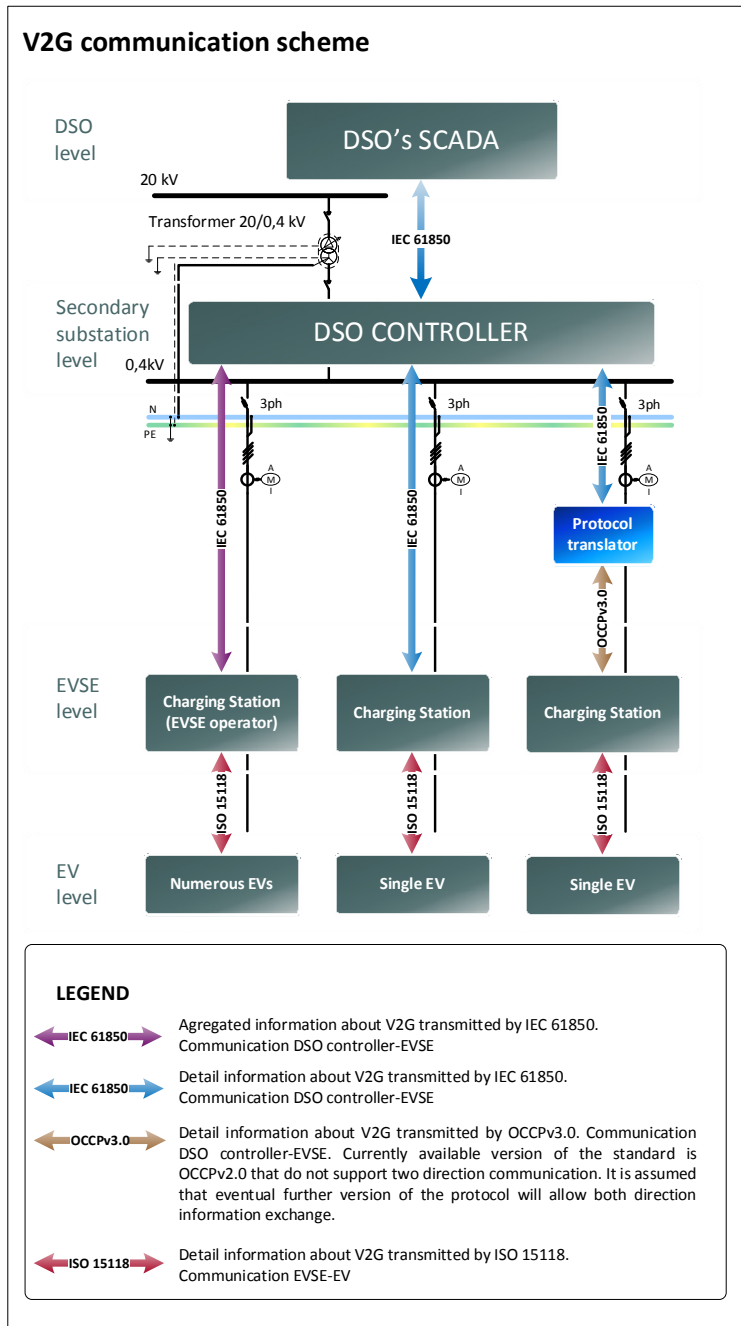 V2G communication scheme
DSO
level
DSO's SCADA
20 kV
Transformer 20/0,4 kV
IEC 61850
Secondary
substation
level
DSO CONTROLLER
0,4kV
N
PE
3ph
3ph
3ph
A
M
I
A
M
I
A
M
I
IEC 61850
IEC 61850
IEC 61850
Protocol
translator
OCCPv3.0
EVSE
level
Charging Station
(EVSE operator)
Charging Station
Charging Station
ISO 15118
ISO 15118
ISO 15118
EV
level
Numerous EVs
Single EV
Single EV
LEGEND
IEC 61850
Agregated information about V2G transmitted by IEC 61850.
Communication DSO controller-EVSE
IEC 61850
Detail information about V2G transmitted by IEC 61850.
Communication DSO controller-EVSE
OCCPv3.0
Detail information about V2G transmitted by OCCPv3.0. Communication
DSO controller-EVSE. Currently available version of the standard is
OCCPv2.0 that do not support two direction communication. It is assumed
that eventual further version of the protocol will allow both direction
information exchange.
ISO 15118
Detail information about V2G transmitted by ISO 15118.
Communication EVSE-EV